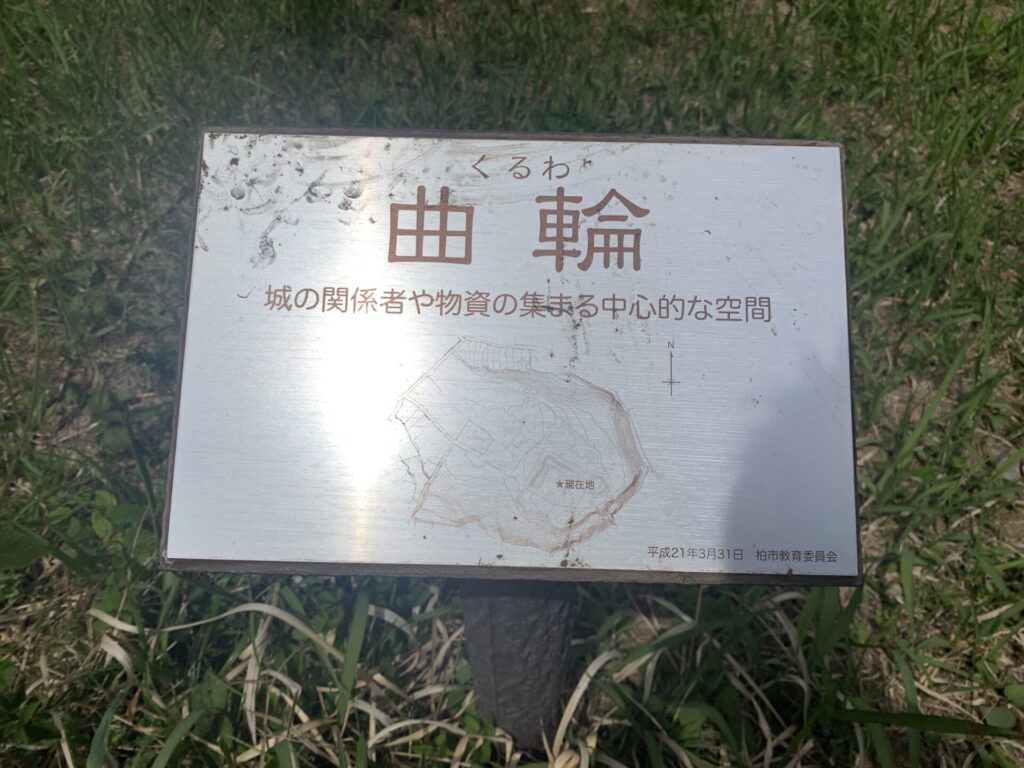 くるわ
曲輪
城の関係者や物資の集まる中心的な空間
N
★現在地
平成21年3月31日 柏市教育委員会